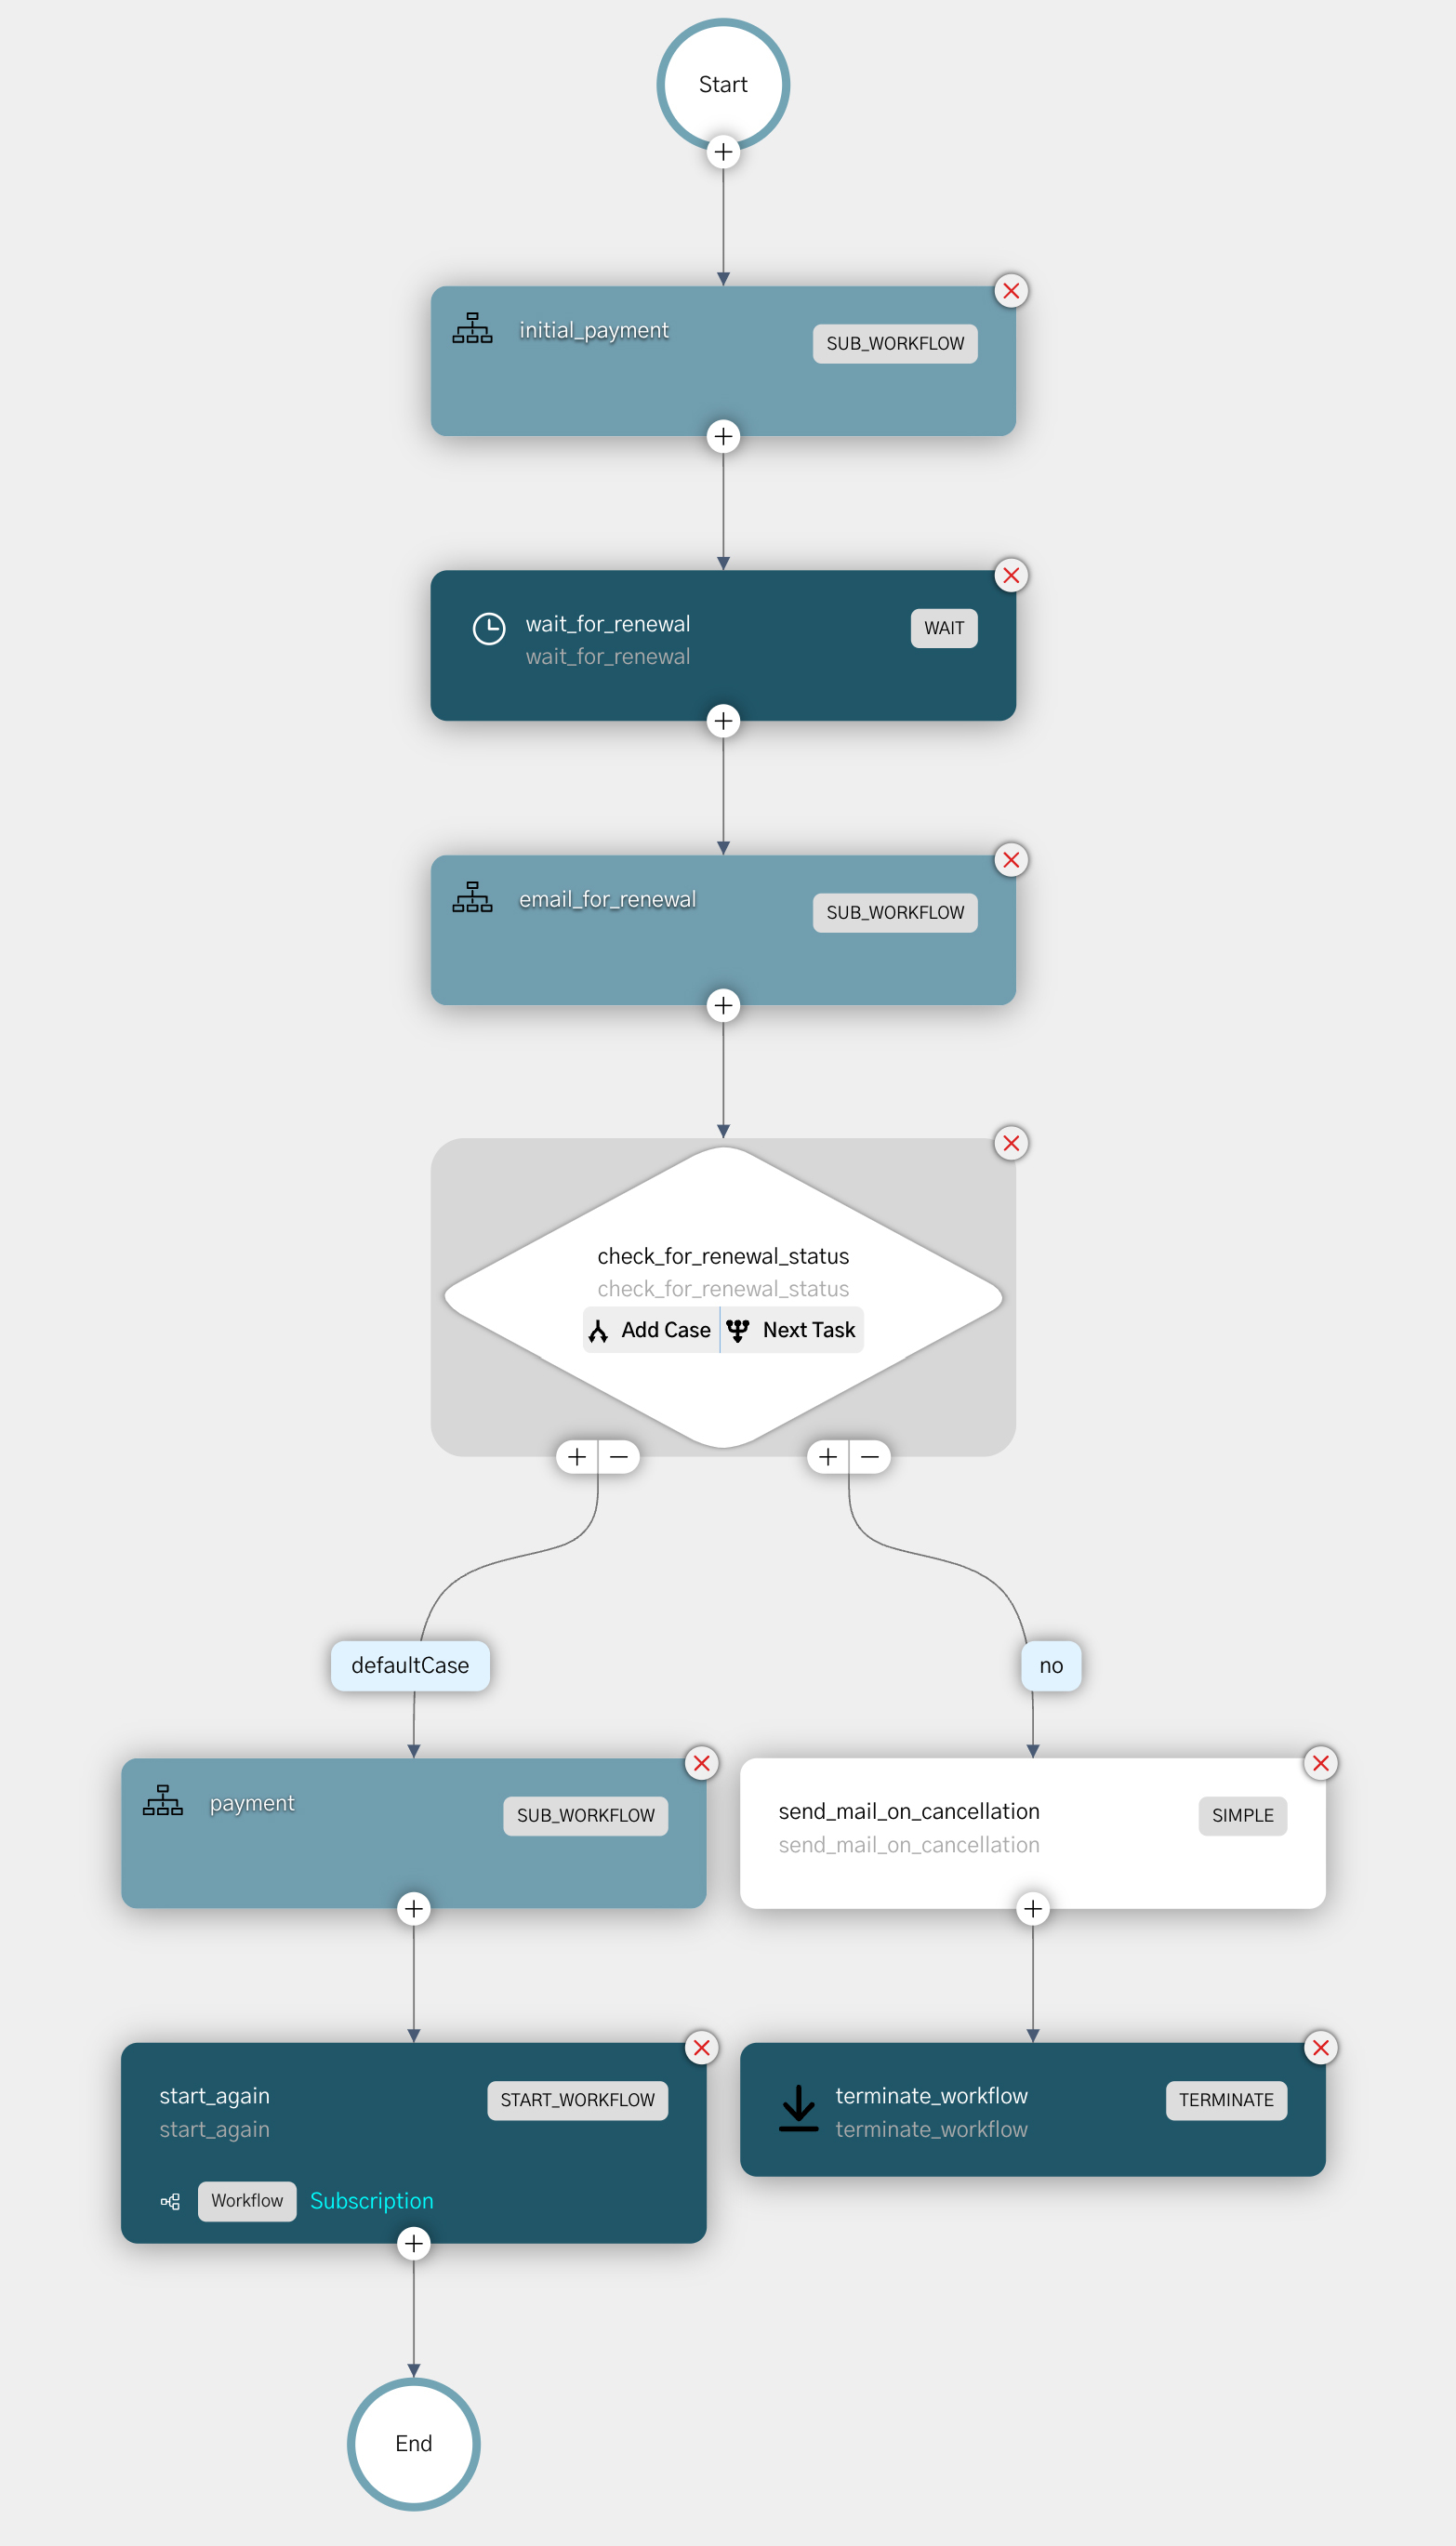 Start
initial_payment
SUB_WORKFLOW
wait_for_renewal
WAIT
wait_for_renewal
email_for_renewal
SUB_WORKFLOW
check_for_renewal_status
check_for_renewal_status
Add Case
Next Task
defaultCase
no
payment
SUB_WORKFLOW
send_mail_on_cancellation
SIMPLE
send_mail_on_cancellation
start_again
START_WORKFLOW
start_again
Workflow
Subscription
terminate_workflow
TERMINATE
terminate_workflow
End